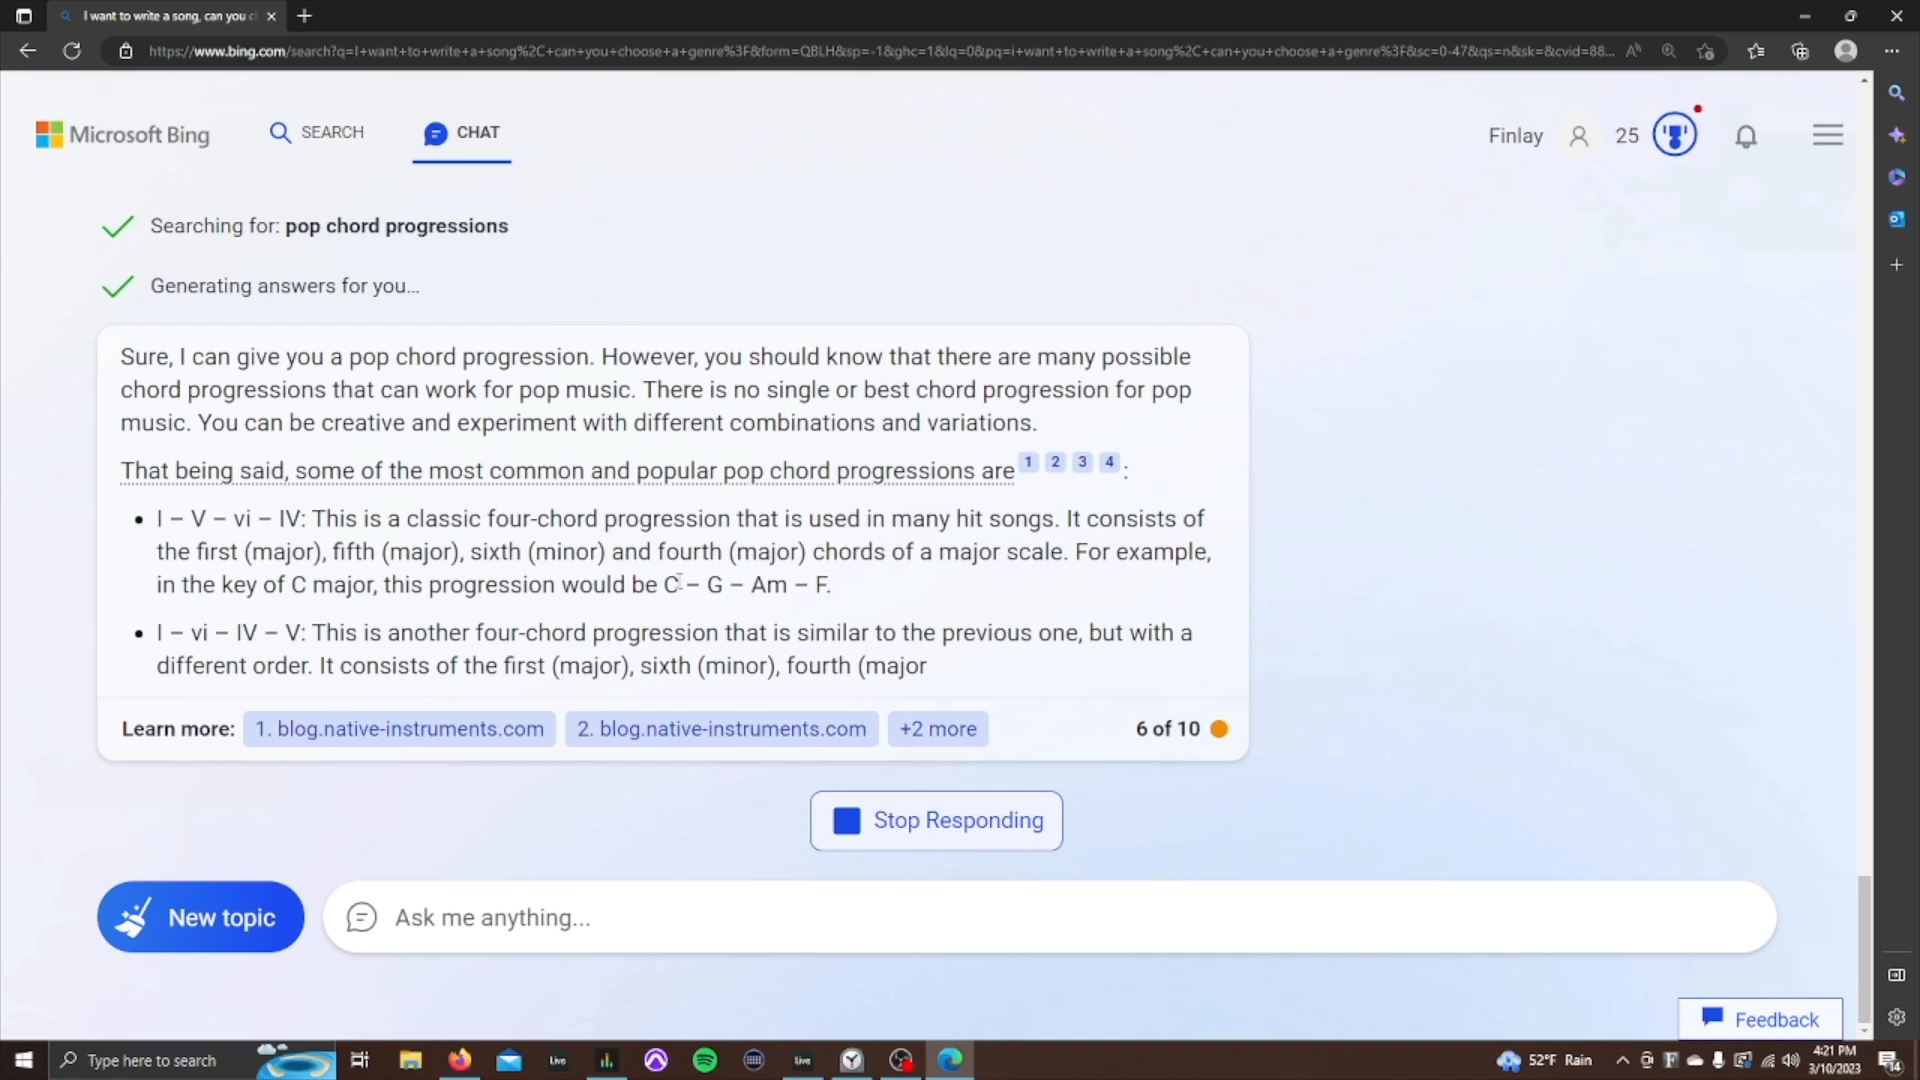 I want to write a song, can you c
https://www.bing.com/search?q=I+want+to+write+a+song%2C+can+you+choose+a+genre%3F&form=QBLH&sp=-1&ghc=1&lq=0&pq=i+want+to+write+a+song%2C+can+you+choose+a+genre%3F&sc=0-47&qs=n&sk=&cvid=88...
Microsoft Bing
SEARCH
CHAT
Finlay
25
Searching for: pop chord progressions
Generating answers for you...
Sure, I can give you a pop chord progression. However, you should know that there are many possible
chord progressions that can work for pop music. There is no single or best chord progression for pop
music. You can be creative and experiment with different combinations and variations.
That being said, some of the most common and popular pop chord progressions are 1 2 3 4 :
• I – V – vi – IV: This is a classic four-chord progression that is used in many hit songs. It consists of
the first (major), fifth (major), sixth (minor) and fourth (major) chords of a major scale. For example,
in the key of C major, this progression would be C – G – Am – F.
• I – vi – IV – V: This is another four-chord progression that is similar to the previous one, but with a
different order. It consists of the first (major), sixth (minor), fourth (major
Learn more: 1. blog.native-instruments.com 2. blog.native-instruments.com +2 more 6 of 10
Stop Responding
New topic
Ask me anything...
Feedback
Type here to search
Live
Live
52°F Rain
4:21 PM
3/10/2023
14